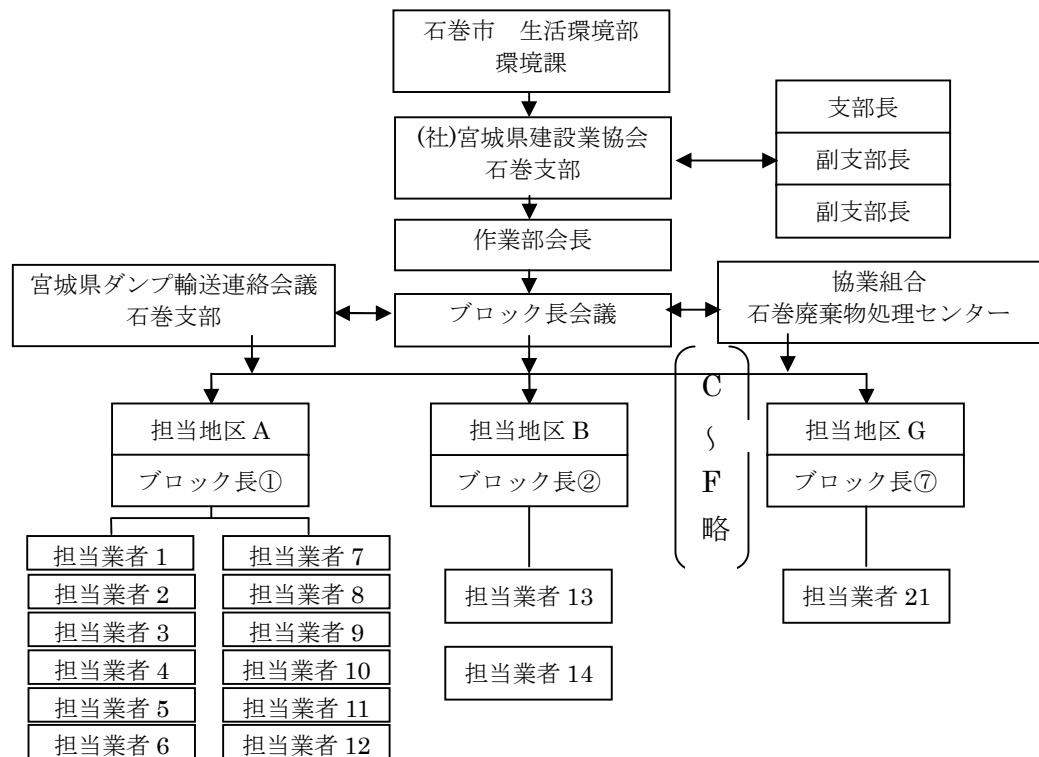 石巻市　生活環境部
環境課
(社)宮城県建設業協会
石巻支部
支部長
副支部長
副支部長
作業部会長
宮城県ダンプ輸送連絡会議
石巻支部
ブロック長会議
協業組合
石巻廃棄物処理センター
担当地区 A
ブロック長①
担当地区 B
ブロック長②
C
～
F
略
担当地区 G
ブロック長⑦
担当業者 1
担当業者 2
担当業者 3
担当業者 4
担当業者 5
担当業者 6
担当業者 7
担当業者 8
担当業者 9
担当業者 10
担当業者 11
担当業者 12
担当業者 13
担当業者 14
担当業者 21